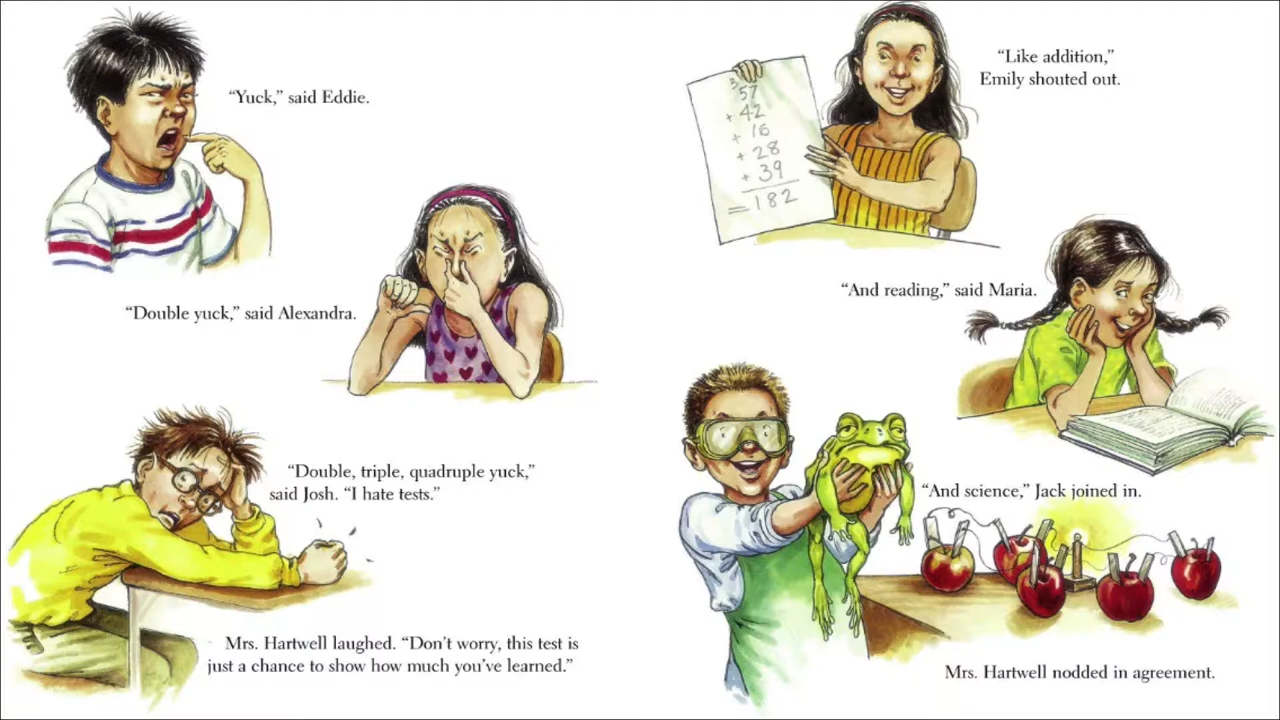 "Yuck," said Eddie.
"Double yuck," said Alexandra.
"Double, triple, quadruple yuck,"
said Josh. "I hate tests."
Mrs. Hartwell laughed. "Don't worry, this test is
just a chance to show how much you've learned."
"Like addition,"
Emily shouted out.
3
57
+ 42
+ 16
+ 28
+ 39
= 182
"And reading," said Maria.
"And science," Jack joined in.
Mrs. Hartwell nodded in agreement.